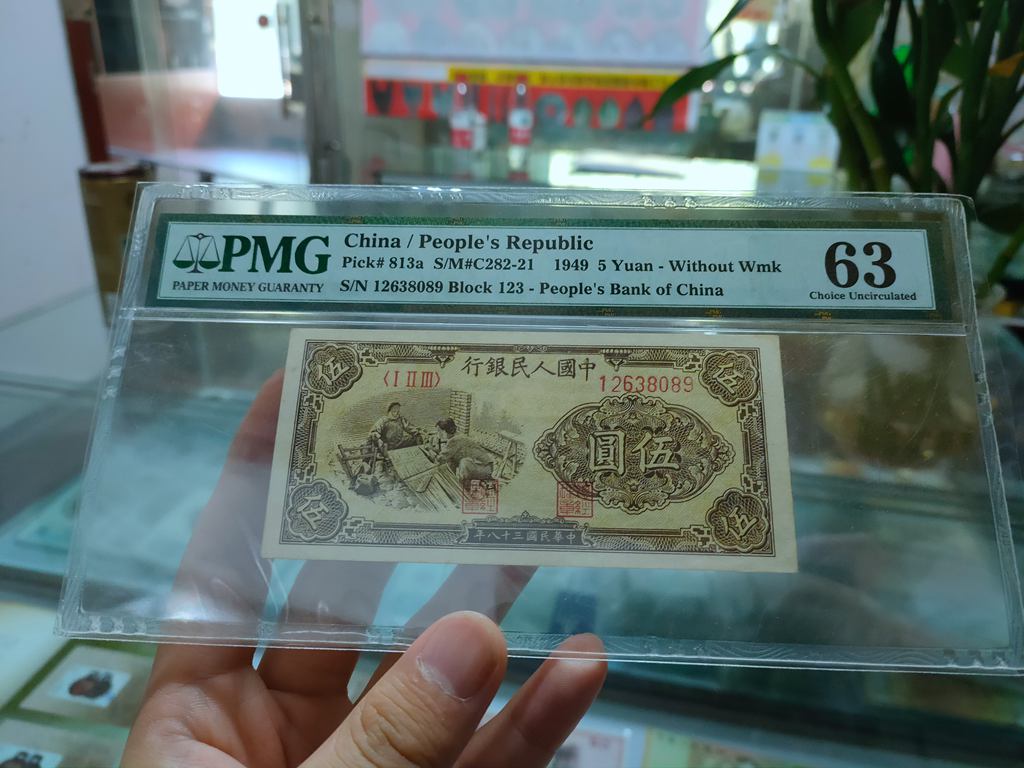 PMG
PAPER MONEY GUARANTY
China / People's Republic
Pick# 813a S/M#C282-21 1949 5 Yuan - Without Wmk
S/N 12638089 Block 123 - People's Bank of China
63
Choice Uncirculated
行銀民人國中
〈I II III〉
12638089
伍
伍
圓伍
伍
伍
年八十三國民華中